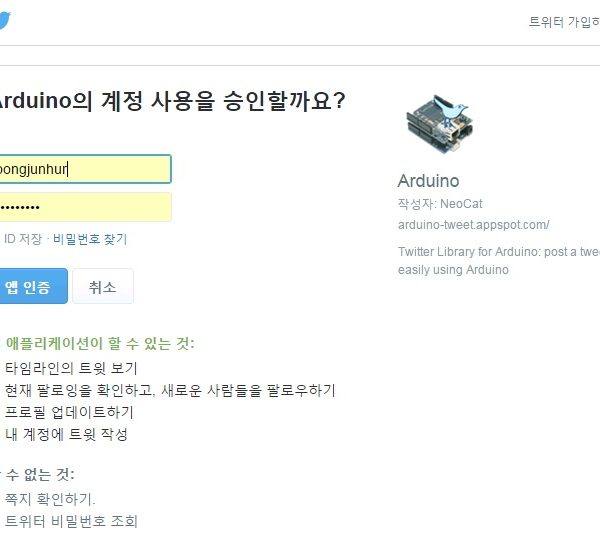 트위터 가입하
Arduino의 계정 사용을 승인할까요?
oongjunhur
••••••••
ID 저장 · 비밀번호 찾기
앱 인증
취소
애플리케이션이 할 수 있는 것:
타임라인의 트윗 보기
현재 팔로잉을 확인하고, 새로운 사람들을 팔로우하기
프로필 업데이트하기
내 계정에 트윗 작성
수 없는 것:
쪽지 확인하기.
트위터 비밀번호 조회
Arduino
작성자: NeoCat
arduino-tweet.appspot.com/
Twitter Library for Arduino: post a twee
easily using Arduino